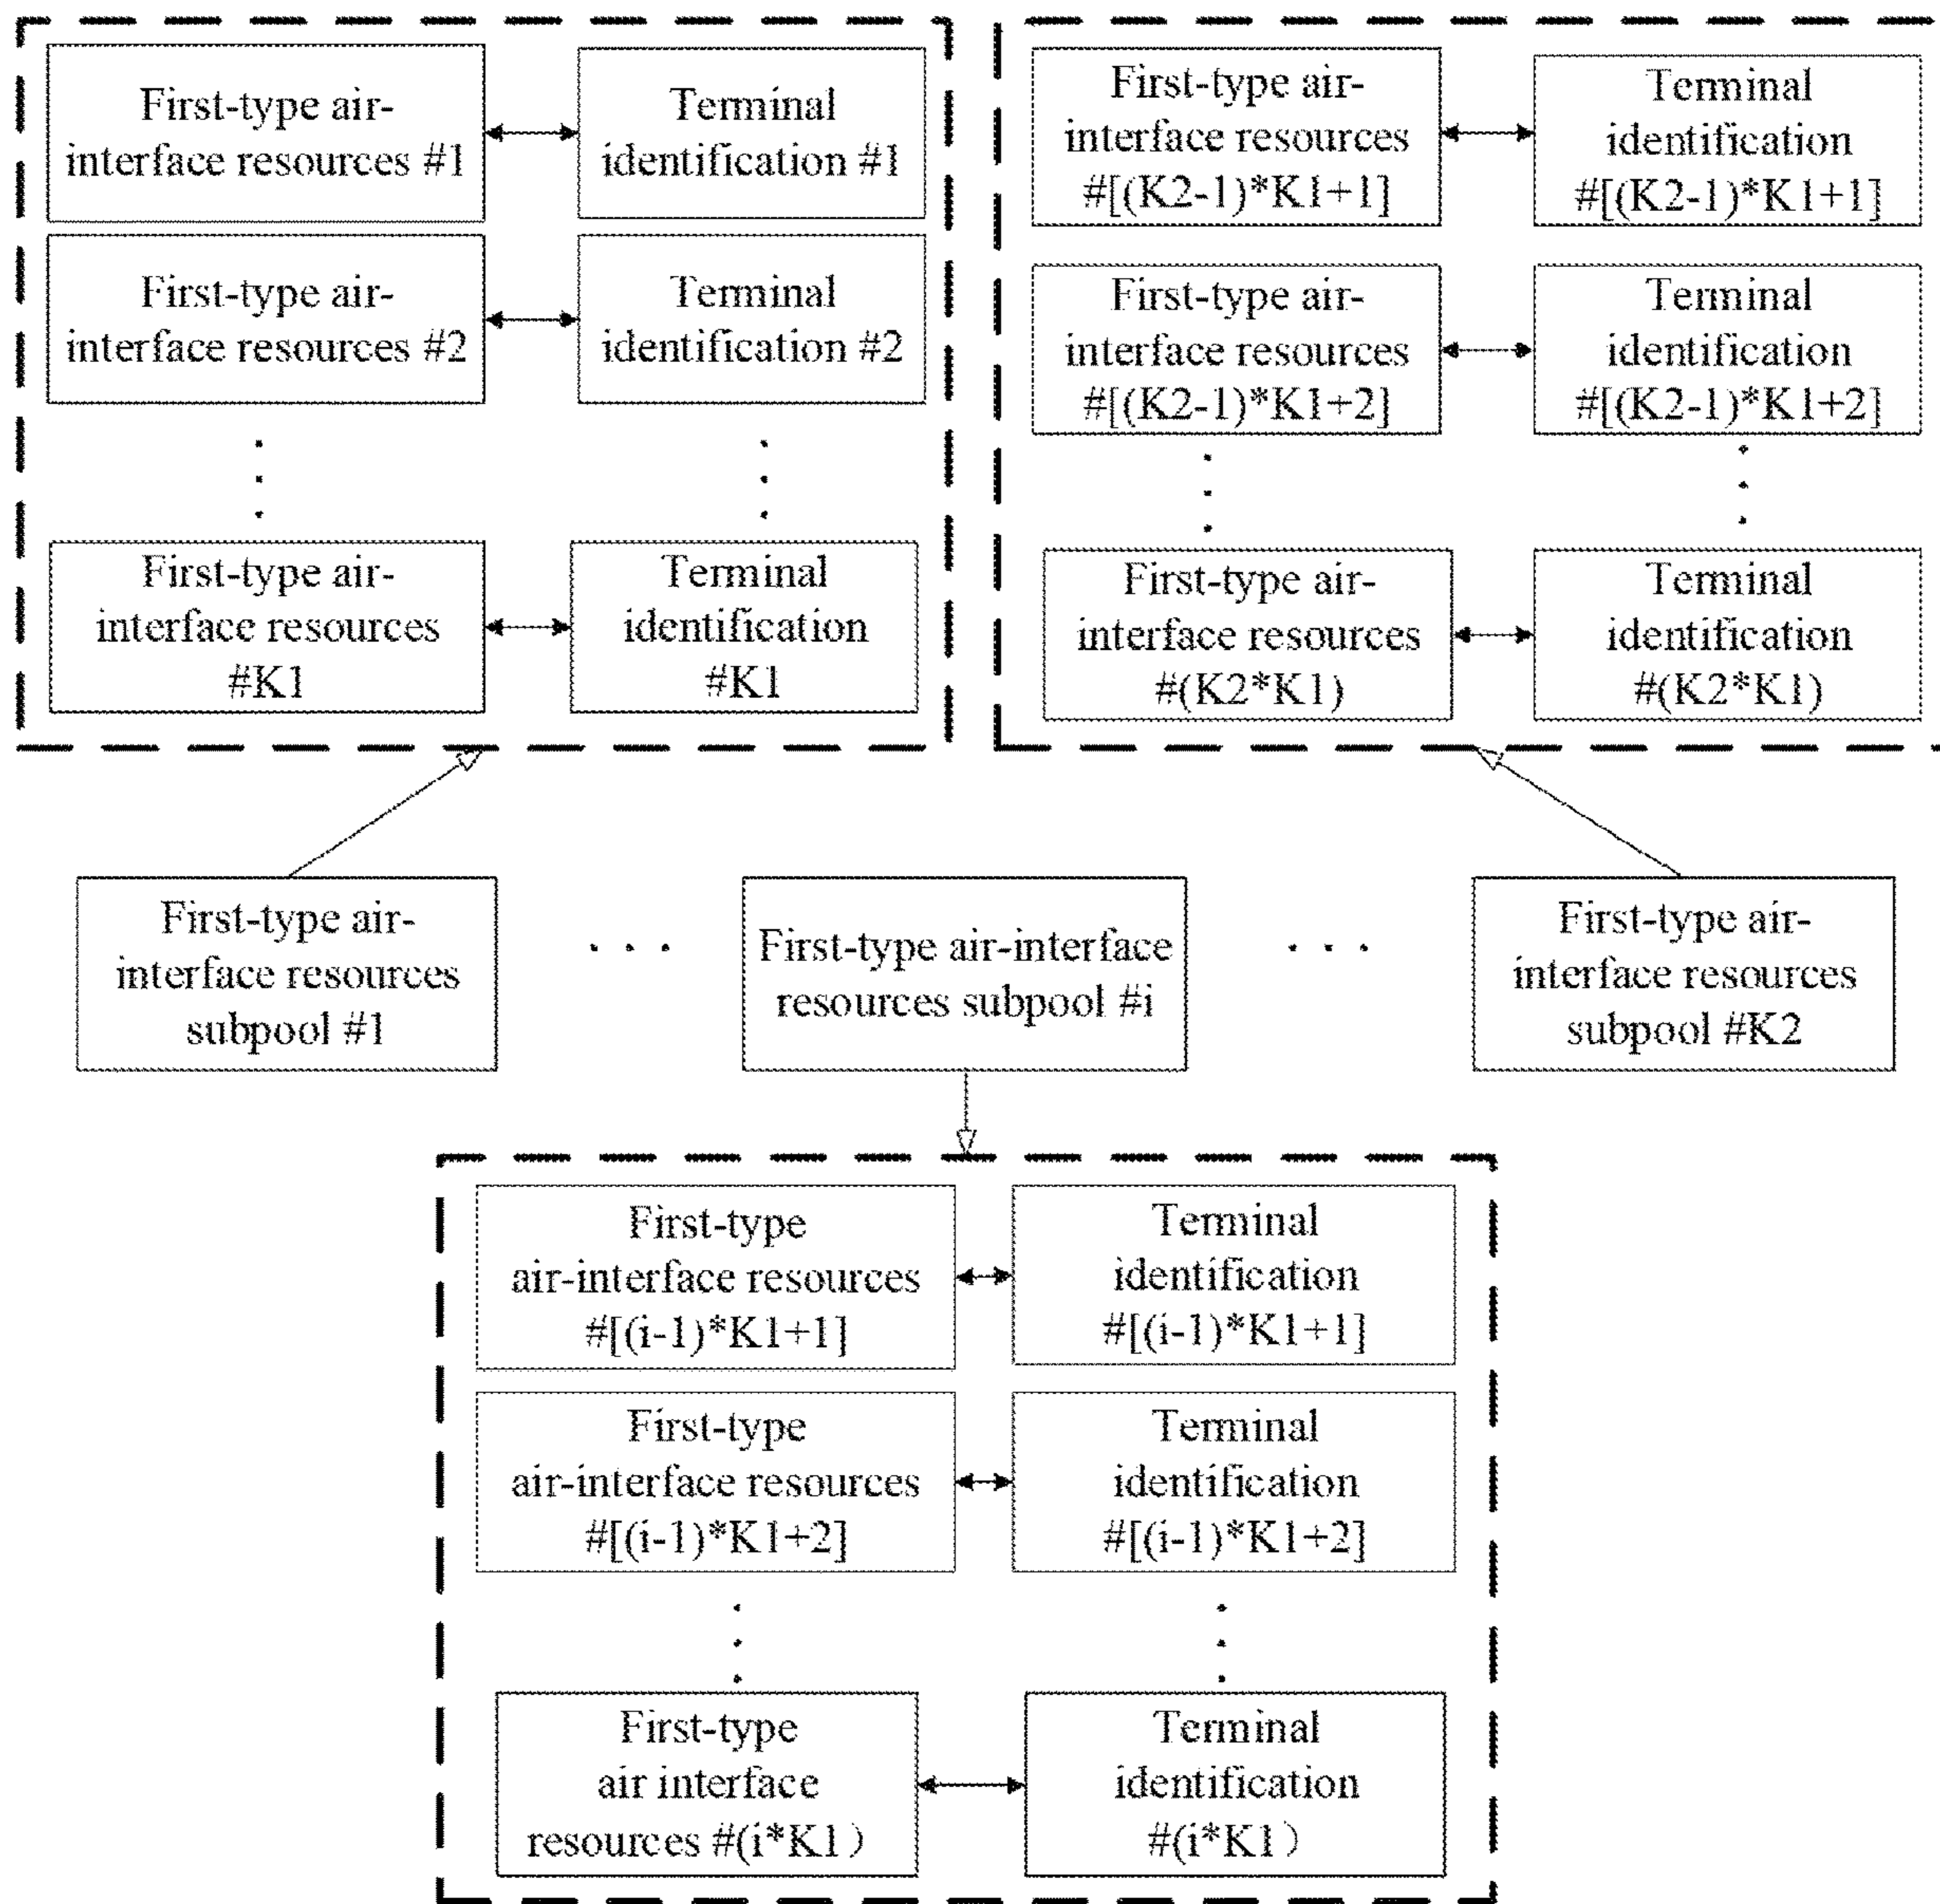 First-type air-
interface resources #1
Terminal
identification #1
First-type air-
interface resources #2
Terminal
identification #2
First-type air-
interface resources
#K1
Terminal
identification
#K1
First-type air-
interface resources
#[(K2-1)*K1+1]
Terminal
identification
#[(K2-1)*K1+1]
First-type air-
interface resources
#[(K2-1)*K1+2]
Terminal
identification
#[(K2-1)*K1+2]
First-type air-
interface resources
#(K2*K1)
Terminal
identification
#(K2*K1)
First-type air-
interface resources
subpool #1
. . .
First-type air-interface
resources subpool #i
. . .
First-type air-
interface resources
subpool #K2
First-type
air-interface resources
#[(i-1)*K1+1]
Terminal
identification
#[(i-1)*K1+1]
First-type
air-interface resources
#[(i-1)*K1+2]
Terminal
identification
#[(i-1)*K1+2]
First-type
air interface
resources #(i*K1）
Terminal
identification
#(i*K1）